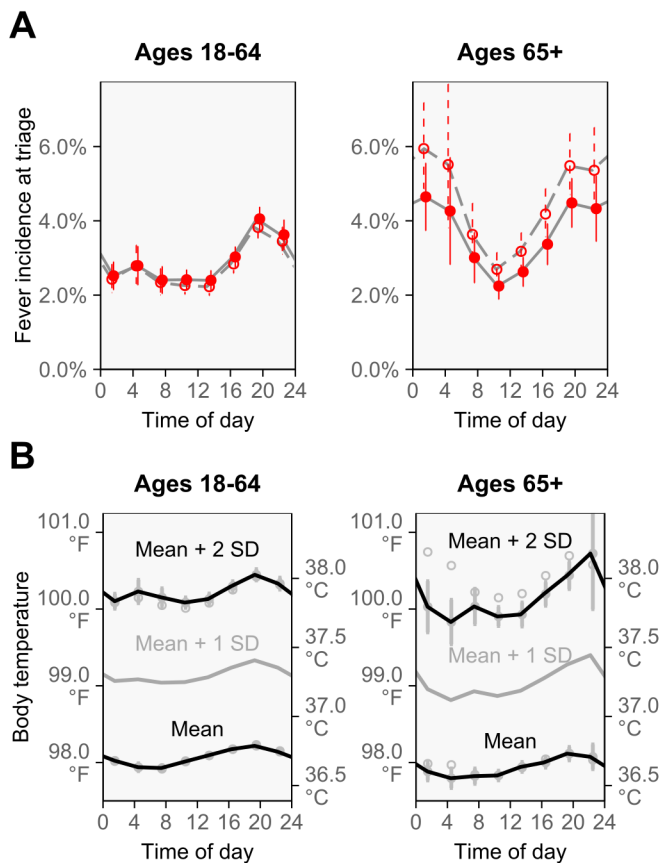 A
Ages 18-64
Ages 65+
Fever incidence at triage
6.0%
4.0%
2.0%
0.0%
6.0%
4.0%
2.0%
0.0%
0 4 8 12 16 20 24
0 4 8 12 16 20 24
Time of day
Time of day
B
Ages 18-64
Ages 65+
Body temperature
101.0
°F
100.0
°F
99.0
°F
98.0
°F
Mean + 2 SD
Mean + 1 SD
Mean
38.0
°C
37.5
°C
37.0
°C
36.5
°C
101.0
°F
100.0
°F
99.0
°F
98.0
°F
Mean + 2 SD
Mean + 1 SD
Mean
38.0
°C
37.5
°C
37.0
°C
36.5
°C
0 4 8 12 16 20 24
0 4 8 12 16 20 24
Time of day
Time of day